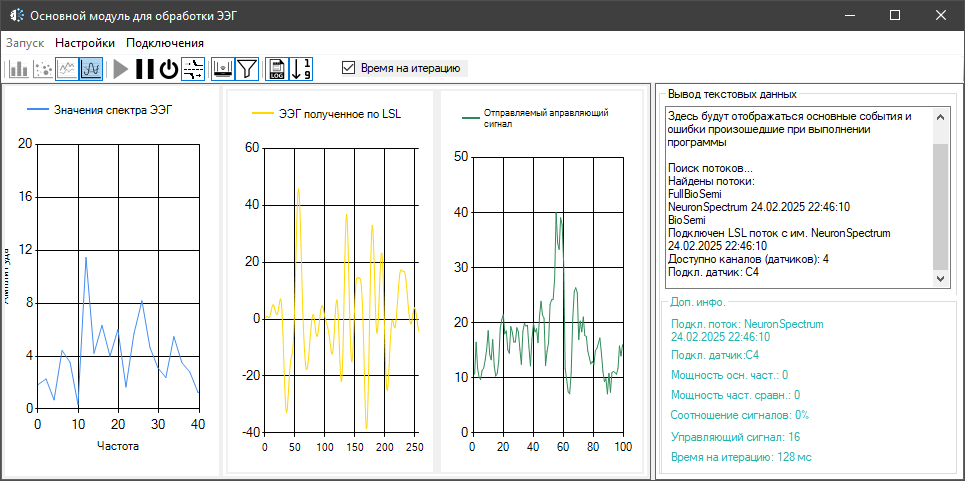 Основной модуль для обработки ЭЭГ
Запуск Настройки Подключения
LOG
1
9
Время на итерацию
Значения спектра ЭЭГ
20
16
12
8
4
0
0 10 20 30 40
Частота
ЭЭГ полученное по LSL
60
40
20
0
-20
-40
0 50 100 150 200 250
Отправляемый аправляющий
сигнал
50
40
30
20
10
0
0 20 40 60 80 100
Вывод текстовых данных
Здесь будут отображаться основные события и
ошибки произошедшие при выполнении
программы
Поиск потоков...
Найдены потоки:
FullBioSemi
NeuronSpectrum 24.02.2025 22:46:10
BioSemi
Подключен LSL поток с им. NeuronSpectrum
24.02.2025 22:46:10
Доступно каналов (датчиков): 4
Подкл. датчик: C4
Доп. инфо.
Подкл. поток: NeuronSpectrum
24.02.2025 22:46:10
Подкл. датчик:C4
Мощность осн. част.: 0
Мощность част. сравн.: 0
Соотношение сигналов: 0%
Управляющий сигнал: 16
Время на итерацию: 128 мс